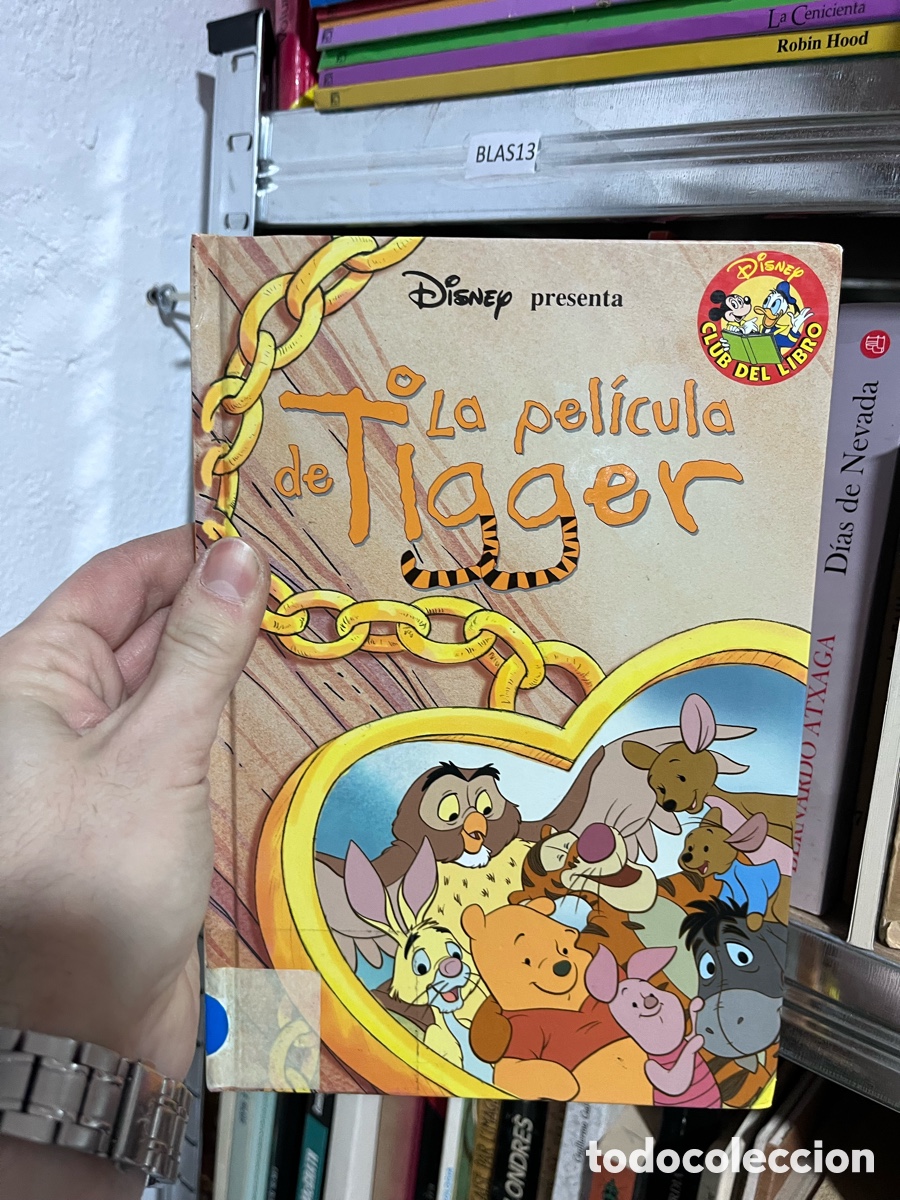 La Cenicienta
Robin Hood
BLAS13
DISNEY presenta
DISNEY
CLUB DEL LIBRO
La película
de Tigger
Días de Nevada
BERNARDO ATXAGA
LONDRES
todocoleccion